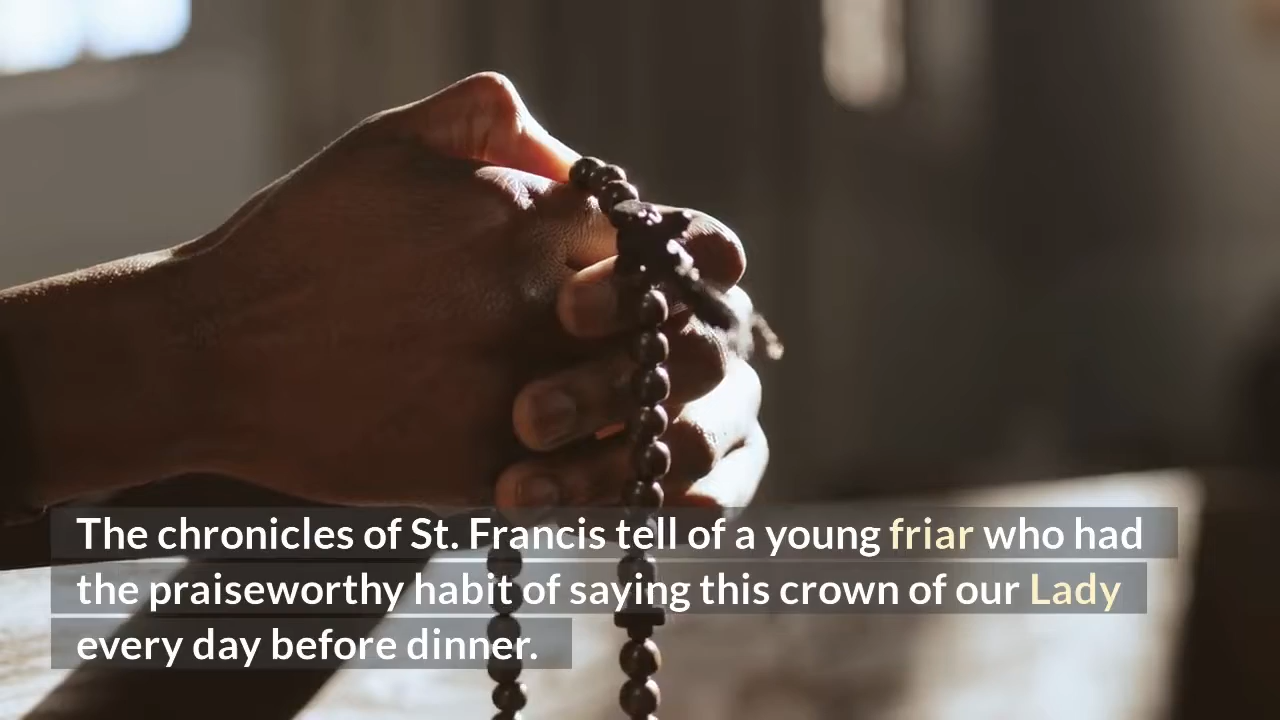 The chronicles of St. Francis tell of a young friar who had
the praiseworthy habit of saying this crown of our Lady
every day before dinner.